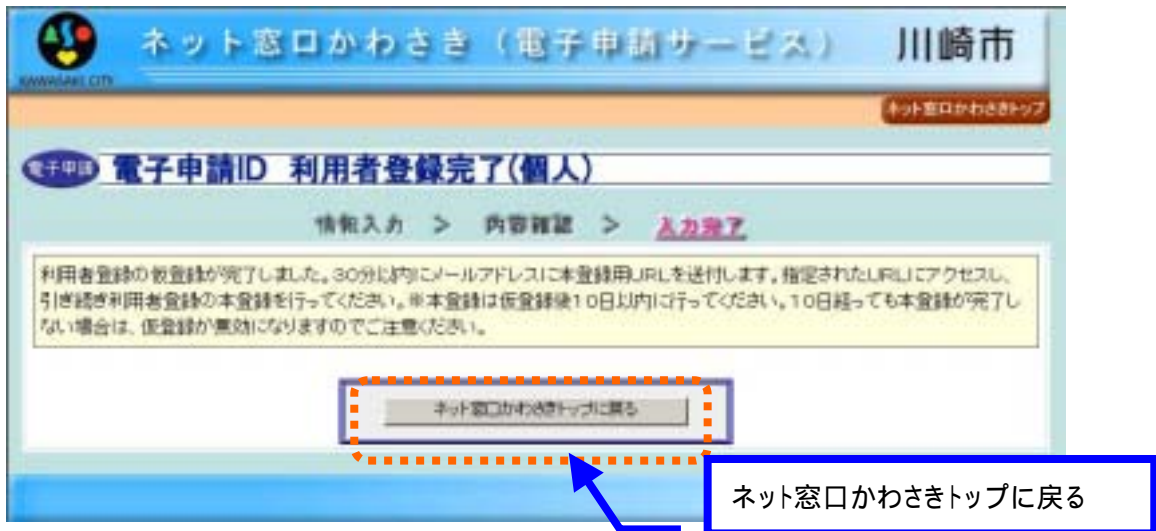 ネット窓口かわさき（電子申請サービス） 川崎市
KAWASAKI CITY
ネット窓口かわさきトップ
電子申請 電子申請ID 利用者登録完了(個人)
情報入力 ＞ 内容確認 ＞ 入力完了
利用者登録の仮登録が完了しました。30分以内にメールアドレスに本登録用URLを送付します。指定されたURLにアクセスし、
引き続き利用者登録の本登録を行ってください。※本登録は仮登録後10日以内に行ってください。10日経っても本登録が完了し
ない場合は、仮登録が無効になりますのでご注意ください。
ネット窓口かわさきトップに戻る
ネット窓口かわさきトップに戻る